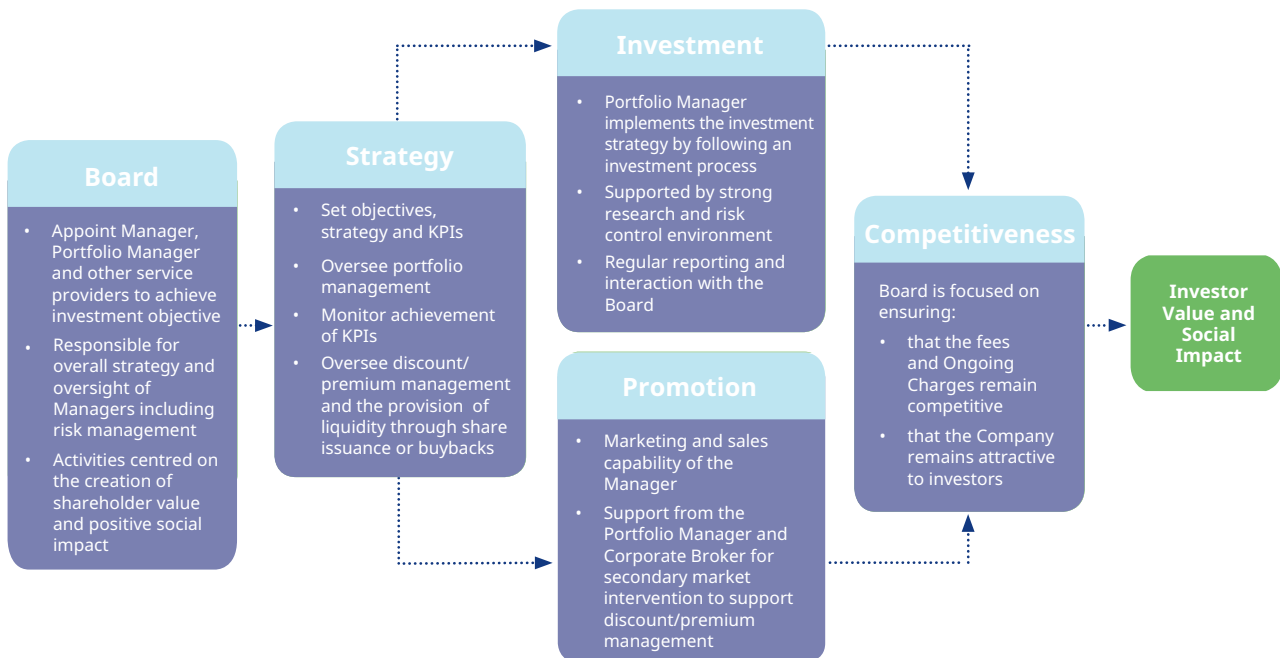 Board
• Appoint Manager,
Portfolio Manager
and other service
providers to achieve
investment objective
• Responsible for
overall strategy and
oversight of
Managers including
risk management
• Activities centred on
the creation of
shareholder value
and positive social
impact
Strategy
• Set objectives,
strategy and KPIs
• Oversee portfolio
management
• Monitor achievement
of KPIs
• Oversee discount/
premium management
and the provision of
liquidity through share
issuance or buybacks
Investment
• Portfolio Manager
implements the investment
strategy by following an
investment process
• Supported by strong
research and risk
control environment
• Regular reporting and
interaction with the
Board
Promotion
• Marketing and sales
capability of the
Manager
• Support from the
Portfolio Manager and
Corporate Broker for
secondary market
intervention to support
discount/premium
management
Competitiveness
Board is focused on
ensuring:
• that the fees
and Ongoing
Charges remain
competitive
• that the Company
remains attractive
to investors
Investor
Value and
Social
Impact